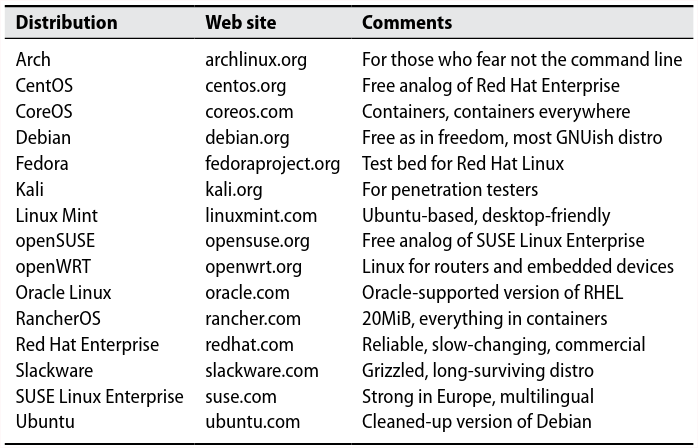 Distribution Web site Comments
Arch archlinux.org For those who fear not the command line
CentOS centos.org Free analog of Red Hat Enterprise
CoreOS coreos.com Containers, containers everywhere
Debian debian.org Free as in freedom, most GNUish distro
Fedora fedoraproject.org Test bed for Red Hat Linux
Kali kali.org For penetration testers
Linux Mint linuxmint.com Ubuntu-based, desktop-friendly
openSUSE opensuse.org Free analog of SUSE Linux Enterprise
openWRT openwrt.org Linux for routers and embedded devices
Oracle Linux oracle.com Oracle-supported version of RHEL
RancherOS rancher.com 20MiB, everything in containers
Red Hat Enterprise redhat.com Reliable, slow-changing, commercial
Slackware slackware.com Grizzled, long-surviving distro
SUSE Linux Enterprise suse.com Strong in Europe, multilingual
Ubuntu ubuntu.com Cleaned-up version of Debian